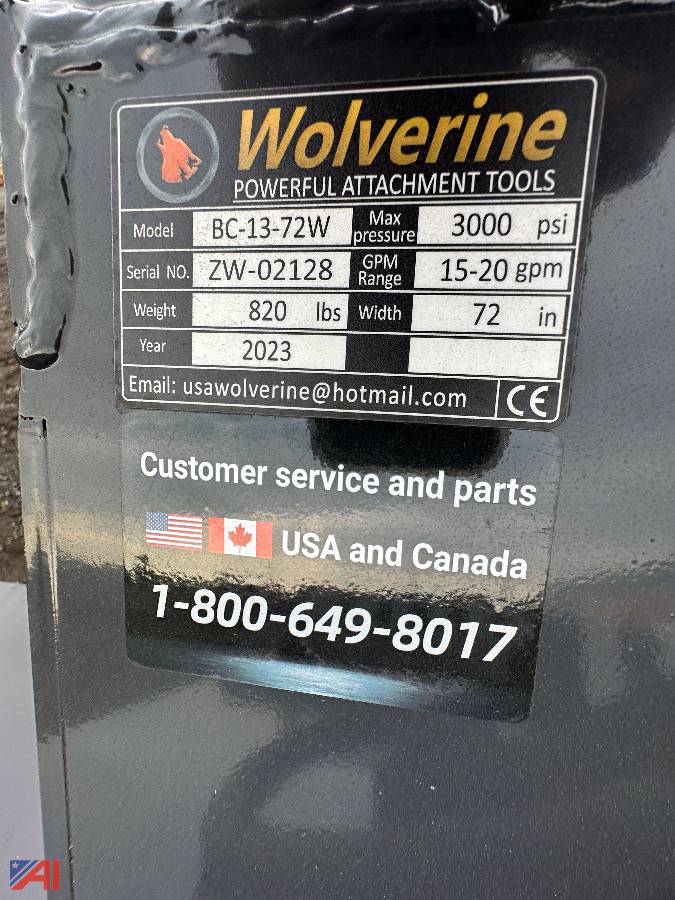 Wolverine
POWERFUL ATTACHMENT TOOLS
Model BC-13-72W Max pressure 3000 psi
Serial NO. ZW-02128 GPM Range 15-20 gpm
Weight 820 lbs Width 72 in
Year 2023
Email: usawolverine@hotmail.com CE
Customer service and parts
USA and Canada
1-800-649-8017
AI